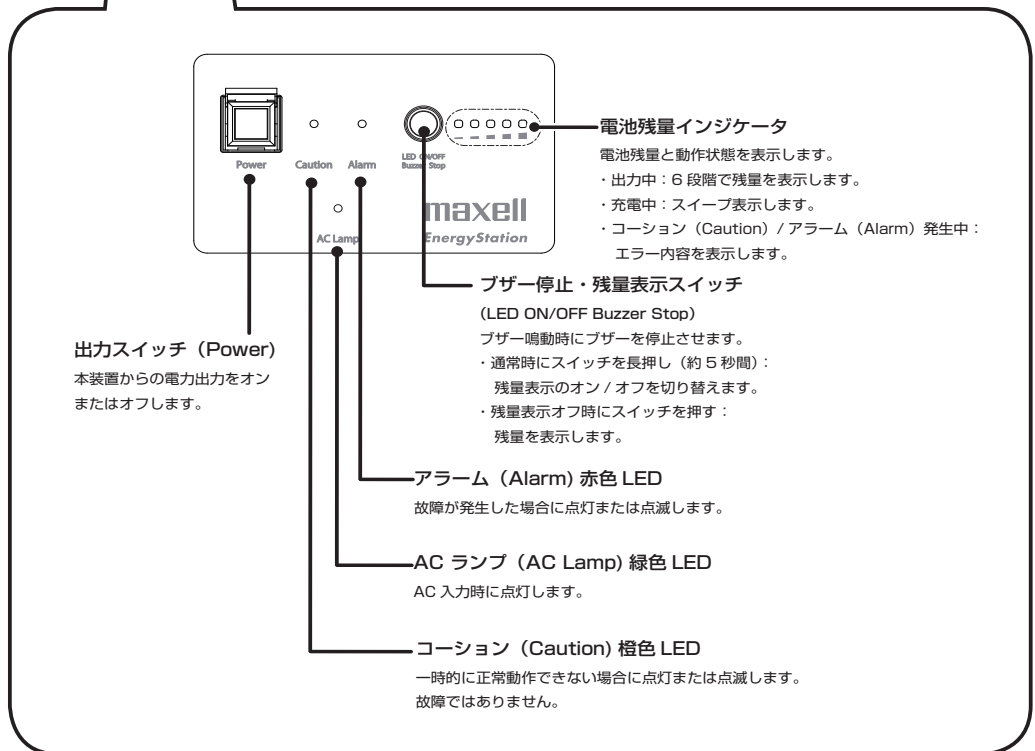 Power
Caution
Alarm
LED ON/OFF
Buzzer Stop
AC Lamp
maxell
EnergyStation
電池残量インジケータ
電池残量と動作状態を表示します。
・出力中：6 段階で残量を表示します。
・充電中：スイープ表示します。
・コーション（Caution）/ アラーム（Alarm）発生中：
エラー内容を表示します。
ブザー停止・残量表示スイッチ
(LED ON/OFF Buzzer Stop)
ブザー鳴動時にブザーを停止させます。
・通常時にスイッチを長押し（約 5 秒間）：
残量表示のオン / オフを切り替えます。
・残量表示オフ時にスイッチを押す：
残量を表示します。
出力スイッチ（Power)
本装置からの電力出力をオン
またはオフします。
アラーム（Alarm) 赤色 LED
故障が発生した場合に点灯または点滅します。
AC ランプ（AC Lamp) 緑色 LED
AC 入力時に点灯します。
コーション（Caution) 橙色 LED
一時的に正常動作できない場合に点灯または点滅します。
故障ではありません。